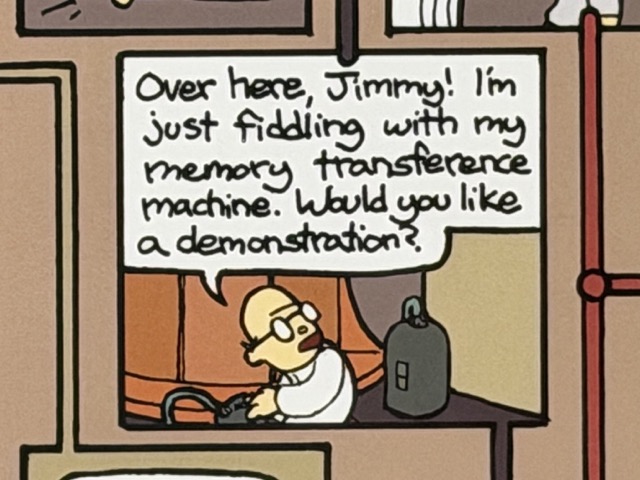 Over here, Jimmy! I'm
just fiddling with my
memory transference
machine. Would you like
a demonstration?